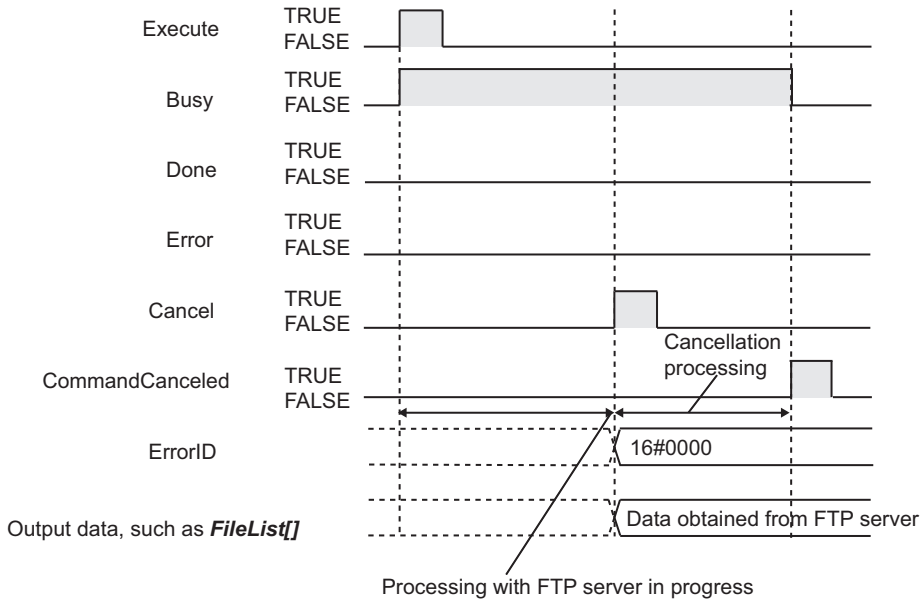 Execute
TRUE
FALSE
Busy
TRUE
FALSE
Done
TRUE
FALSE
Error
TRUE
FALSE
Cancel
TRUE
FALSE
Cancellation
processing
CommandCanceled
TRUE
FALSE
ErrorID
16#0000
Output data, such as FileList[]
Data obtained from FTP server
Processing with FTP server in progress